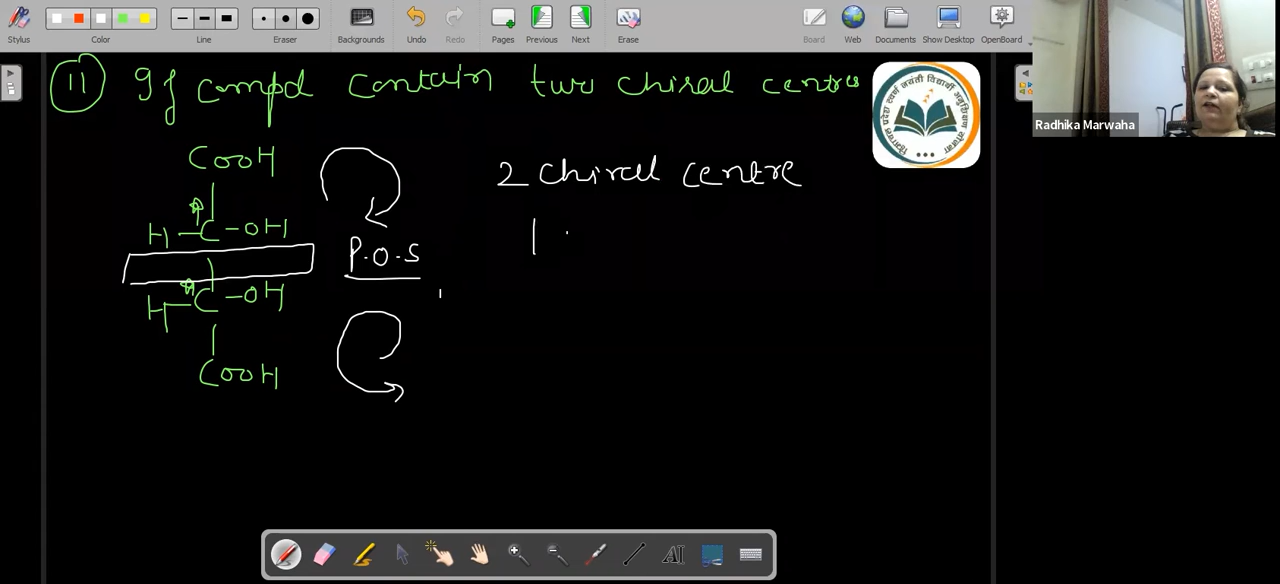 Stylus
Color
Line
Eraser
Backgrounds
Undo
Redo
Pages
Previous
Next
Erase
Board
Web
Documents
Show Desktop
OpenBoard
Radhika Marwaha
11 If compd contain two chiral centre
COOH
H-C-OH
H-C-OH
COOH
P.O.S
2 chiral centre
1
AI